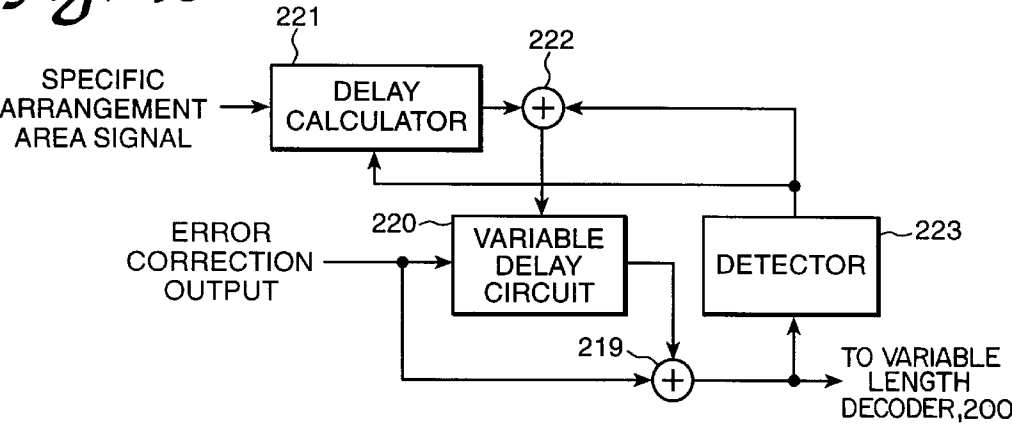 221
222
SPECIFIC
ARRANGEMENT
AREA SIGNAL
DELAY
CALCULATOR
220
223
ERROR
CORRECTION
OUTPUT
VARIABLE
DELAY
CIRCUIT
DETECTOR
219
TO VARIABLE
LENGTH
DECODER,200